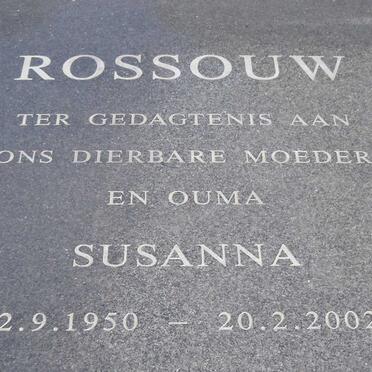 ROSSOUW
TER GEDAGTENIS AAN
ONS DIERBARE MOEDER
EN OUMA
SUSANNA
2.9.1950 – 20.2.2002